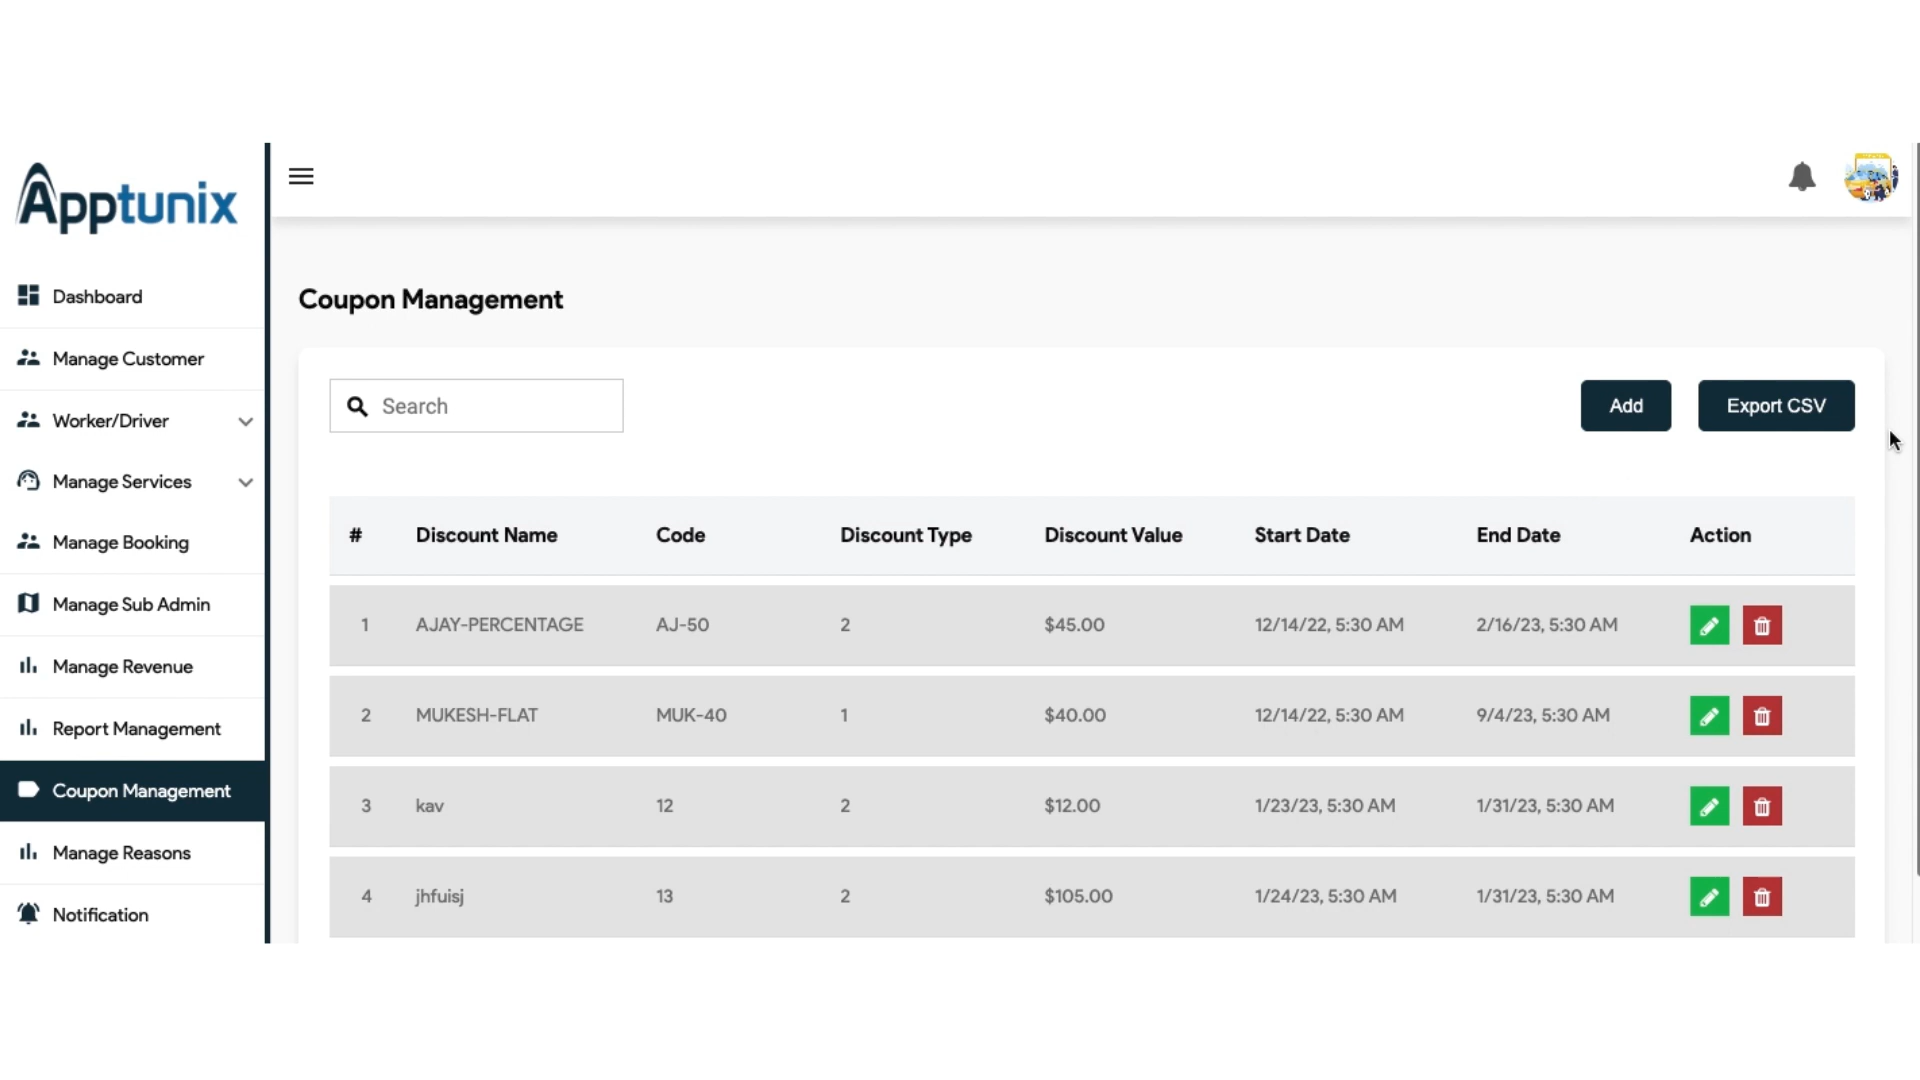 Apptunix
Dashboard
Manage Customer
Worker/Driver
Manage Services
Manage Booking
Manage Sub Admin
Manage Revenue
Report Management
Coupon Management
Manage Reasons
Notification
Coupon Management
Search
Add
Export CSV
# Discount Name Code Discount Type Discount Value Start Date End Date Action
1 AJAY-PERCENTAGE AJ-50 2 $45.00 12/14/22, 5:30 AM 2/16/23, 5:30 AM
2 MUKESH-FLAT MUK-40 1 $40.00 12/14/22, 5:30 AM 9/4/23, 5:30 AM
3 kav 12 2 $12.00 1/23/23, 5:30 AM 1/31/23, 5:30 AM
4 jhfuisj 13 2 $105.00 1/24/23, 5:30 AM 1/31/23, 5:30 AM